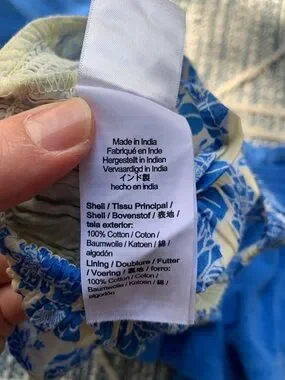 Made in India
Fabriqué en Inde
Hergestellt in Indien
Vervaardigd in India
インド製
hecho en India
Shell / Tissu Principal /
Shell / Bovenstof / 表地 /
tela exterior:
100% Cotton / Coton /
Baumwolle / Katoen / 綿 /
algodón
Lining / Doublure / Futter
/ Voering / 裏地 / forro:
100% Cotton / Coton /
Baumwolle / Katoen / 綿 /
algodón